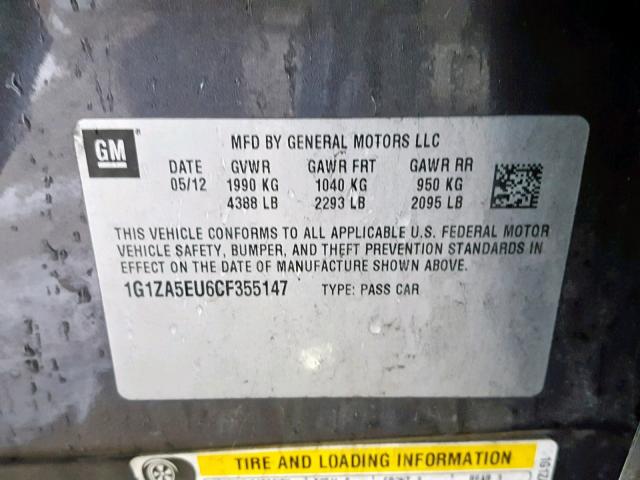 GM
MFD BY GENERAL MOTORS LLC
DATE GVWR GAWR FRT GAWR RR
05/12 1990 KG 1040 KG 950 KG
4388 LB 2293 LB 2095 LB
THIS VEHICLE CONFORMS TO ALL APPLICABLE U.S. FEDERAL MOTOR
VEHICLE SAFETY, BUMPER, AND THEFT PREVENTION STANDARDS IN
EFFECT ON THE DATE OF MANUFACTURE SHOWN ABOVE.
1G1ZA5EU6CF355147 TYPE: PASS CAR
TIRE AND LOADING INFORMATION